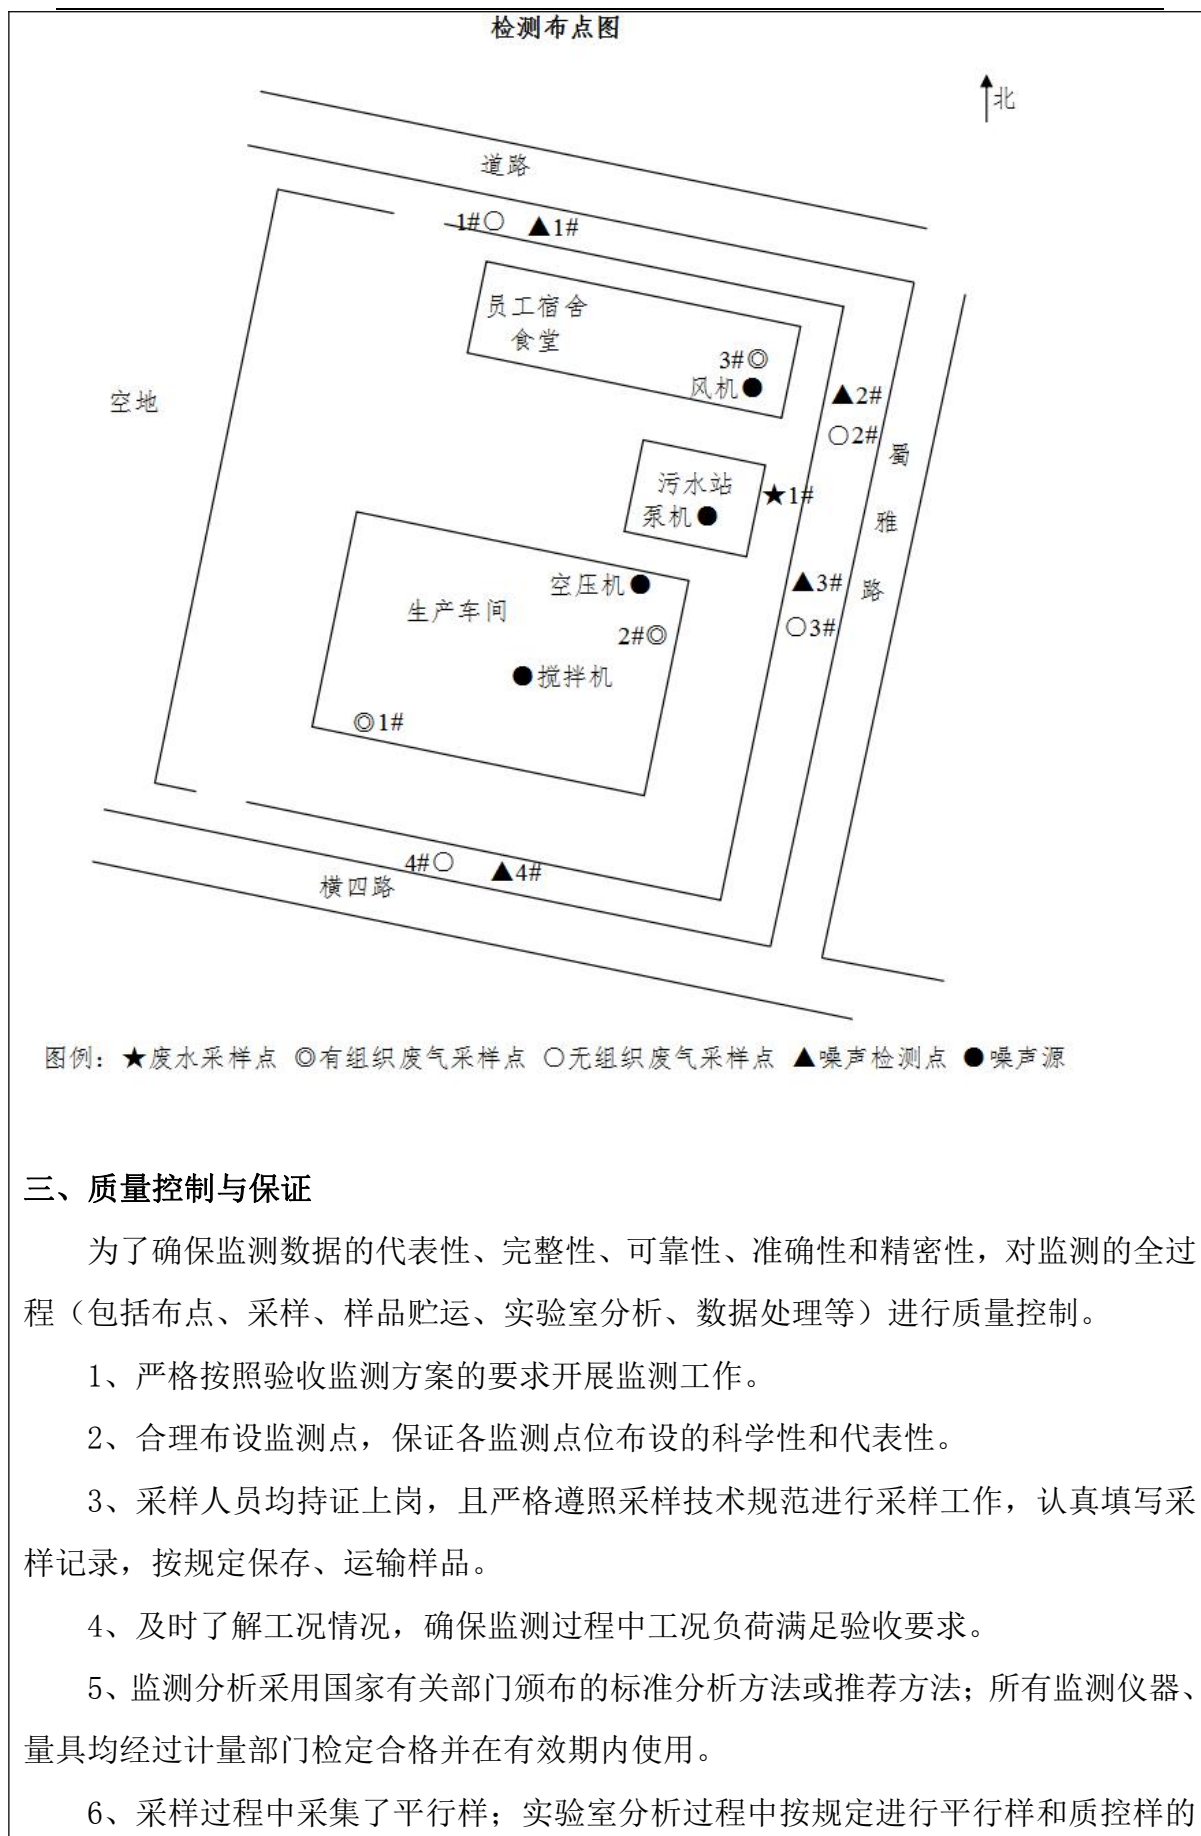 检测布点图
北
道路
1#○ ▲1#
员工宿舍
食堂
3#◎
风机●
空地
▲2#
○2#
蜀雅路
污水站
★1#
泵机●
空压机●
▲3#
生产车间
2#◎
○3#
●搅拌机
◎1#
4#○ ▲4#
横四路
图例：★废水采样点 ◎有组织废气采样点 ○无组织废气采样点 ▲噪声检测点 ●噪声源
三、质量控制与保证
为了确保监测数据的代表性、完整性、可靠性、准确性和精密性，对监测的全过
程（包括布点、采样、样品贮运、实验室分析、数据处理等）进行质量控制。
1、严格按照验收监测方案的要求开展监测工作。
2、合理布设监测点，保证各监测点位布设的科学性和代表性。
3、采样人员均持证上岗，且严格遵照采样技术规范进行采样工作，认真填写采
样记录，按规定保存、运输样品。
4、及时了解工况情况，确保监测过程中工况负荷满足验收要求。
5、监测分析采用国家有关部门颁布的标准分析方法或推荐方法；所有监测仪器、
量具均经过计量部门检定合格并在有效期内使用。
6、采样过程中采集了平行样；实验室分析过程中按规定进行平行样和质控样的